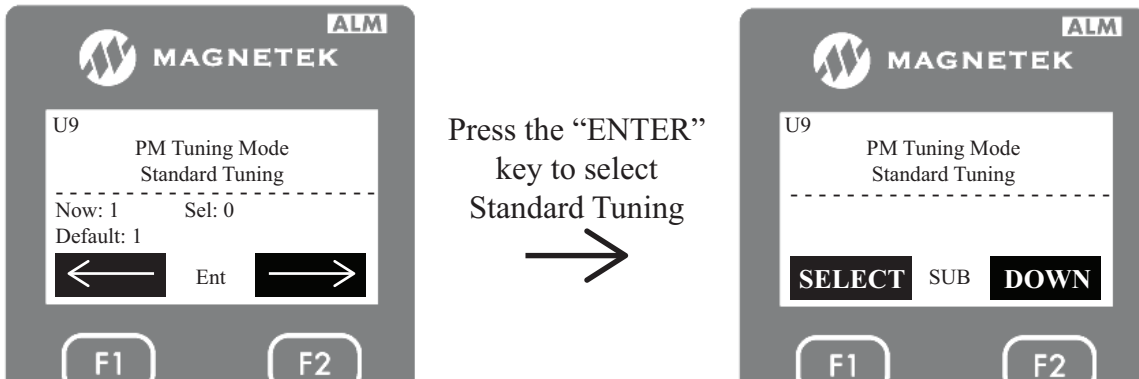 ALM
MAGNETEK
U9
PM Tuning Mode
Standard Tuning
Now: 1 Sel: 0
Default: 1
Ent
F1 F2
Press the “ENTER”
key to select
Standard Tuning
ALM
MAGNETEK
U9
PM Tuning Mode
Standard Tuning
SELECT SUB DOWN
F1 F2